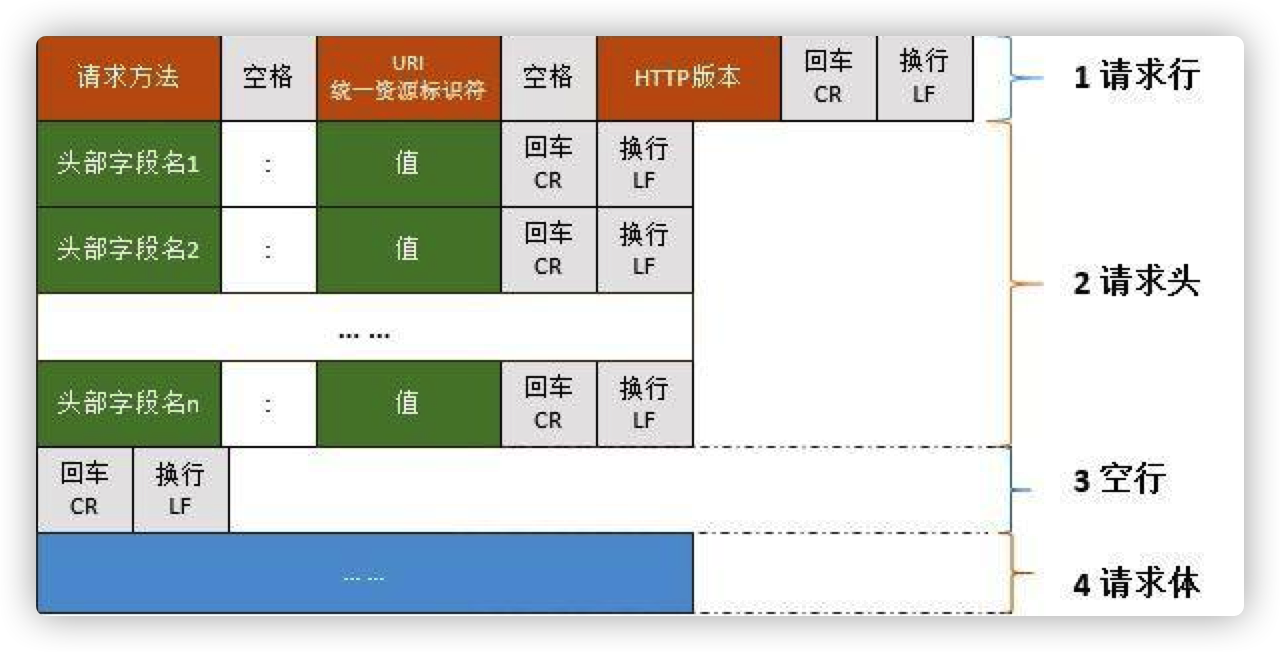 请求方法 空格 URI 统一资源标识符 空格 HTTP版本 回车 CR 换行 LF 1 请求行
头部字段名1 : 值 回车 CR 换行 LF
头部字段名2 : 值 回车 CR 换行 LF
2 请求头
... ...
头部字段名n : 值 回车 CR 换行 LF
回车 CR 换行 LF 3 空行
... ... 4 请求体